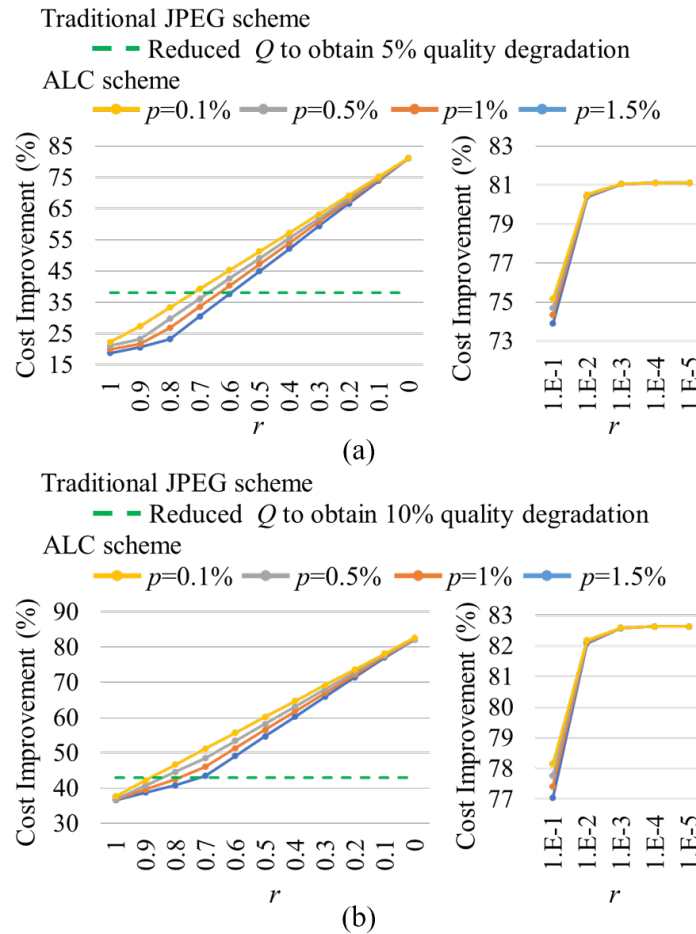 Traditional JPEG scheme
Reduced Q to obtain 5% quality degradation
ALC scheme
p=0.1% p=0.5% p=1% p=1.5%
Cost Improvement (%)
85
75
65
55
45
35
25
15
1 0.9 0.8 0.7 0.6 0.5 0.4 0.3 0.2 0.1 0
r
Cost Improvement (%)
83
81
79
77
75
73
1.E-1 1.E-2 1.E-3 1.E-4 1.E-5
r
(a)
Traditional JPEG scheme
Reduced Q to obtain 10% quality degradation
ALC scheme
p=0.1% p=0.5% p=1% p=1.5%
Cost Improvement (%)
90
80
70
60
50
40
30
1 0.9 0.8 0.7 0.6 0.5 0.4 0.3 0.2 0.1 0
r
Cost Improvement (%)
83
82
81
80
79
78
77
1.E-1 1.E-2 1.E-3 1.E-4 1.E-5
r
(b)